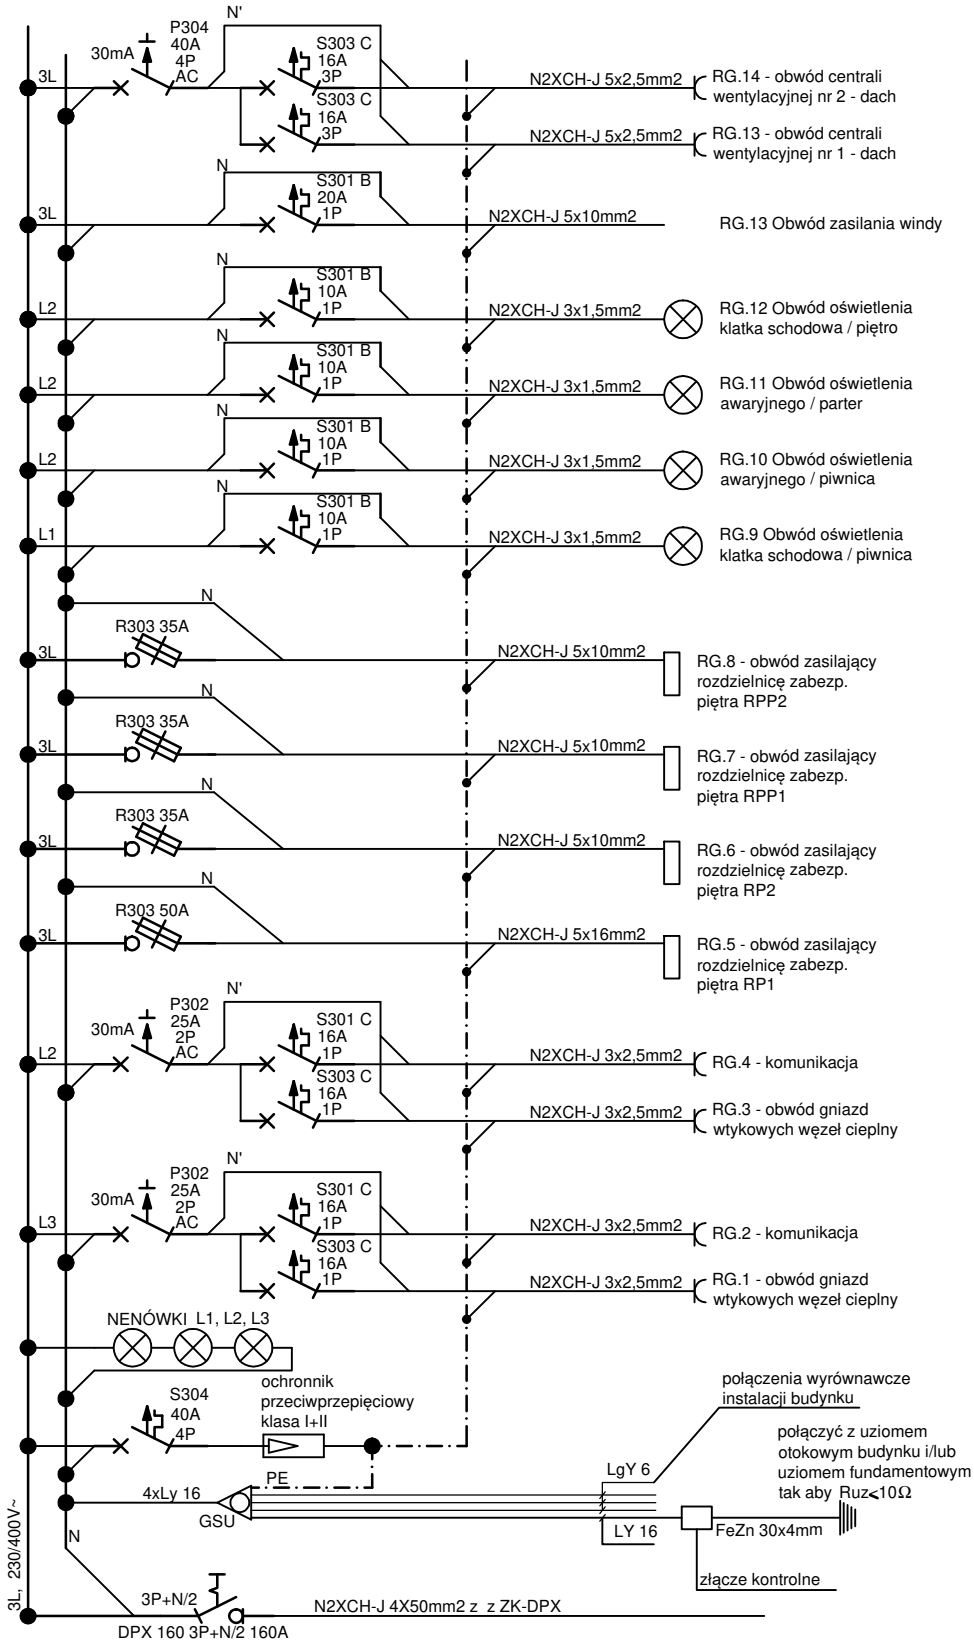 N'
P304
40A
4P
AC
30mA
3L
S303 C
16A
3P
S303 C
16A
3P
N2XCH-J 5x2,5mm2
RG.14 - obwód centrali
wentylacyjnej nr 2 - dach
N2XCH-J 5x2,5mm2
RG.13 - obwód centrali
wentylacyjnej nr 1 - dach
N
S301 B
20A
1P
3L
N2XCH-J 5x10mm2
RG.13 Obwód zasilania windy
N
S301 B
10A
1P
L2
N2XCH-J 3x1,5mm2
RG.12 Obwód oświetlenia
klatka schodowa / piętro
N
S301 B
10A
1P
L2
N2XCH-J 3x1,5mm2
RG.11 Obwód oświetlenia
awaryjnego / parter
N
S301 B
10A
1P
L2
N2XCH-J 3x1,5mm2
RG.10 Obwód oświetlenia
awaryjnego / piwnica
N
S301 B
10A
1P
L1
N2XCH-J 3x1,5mm2
RG.9 Obwód oświetlenia
klatka schodowa / piwnica
N
R303 35A
3L
N2XCH-J 5x10mm2
RG.8 - obwód zasilający
rozdzielnicę zabezp.
piętra RPP2
N
R303 35A
3L
N2XCH-J 5x10mm2
RG.7 - obwód zasilający
rozdzielnicę zabezp.
piętra RPP1
N
R303 35A
3L
N2XCH-J 5x10mm2
RG.6 - obwód zasilający
rozdzielnicę zabezp.
piętra RP2
N
R303 50A
3L
N2XCH-J 5x16mm2
RG.5 - obwód zasilający
rozdzielnicę zabezp.
piętra RP1
N'
P302
25A
2P
AC
30mA
L2
S301 C
16A
1P
S303 C
16A
1P
N2XCH-J 3x2,5mm2
RG.4 - komunikacja
N2XCH-J 3x2,5mm2
RG.3 - obwód gniazd
wtykowych węzeł cieplny
N'
P302
25A
2P
AC
30mA
L3
S301 C
16A
1P
S303 C
16A
1P
N2XCH-J 3x2,5mm2
RG.2 - komunikacja
N2XCH-J 3x2,5mm2
RG.1 - obwód gniazd
wtykowych węzeł cieplny
NENÓWKI L1, L2, L3
S304
40A
4P
ochronnik
przeciwprzepięciowy
klasa I+II
PE
4xLy 16
GSU
połączenia wyrównawcze
instalacji budynku
połączyć z uziomem
otokowym budynku i/lub
uziomem fundamentowym
tak aby Ruz<10Ω
LgY 6
LY 16
FeZn 30x4mm
złącze kontrolne
N
3L, 230/400V~
3P+N/2
N2XCH-J 4X50mm2 z z ZK-DPX
DPX 160 3P+N/2 160A